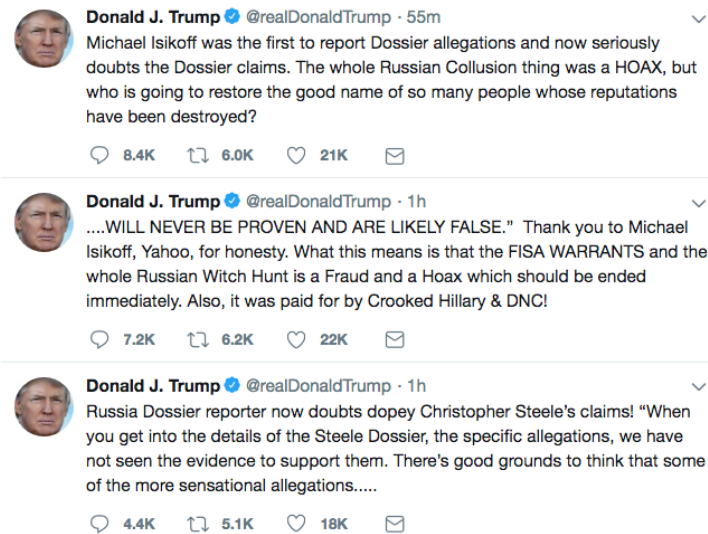 Donald J. Trump @realDonaldTrump · 55m
Michael Isikoff was the first to report Dossier allegations and now seriously
doubts the Dossier claims. The whole Russian Collusion thing was a HOAX, but
who is going to restore the good name of so many people whose reputations
have been destroyed?
8.4K 6.0K 21K
Donald J. Trump @realDonaldTrump · 1h
....WILL NEVER BE PROVEN AND ARE LIKELY FALSE.” Thank you to Michael
Isikoff, Yahoo, for honesty. What this means is that the FISA WARRANTS and the
whole Russian Witch Hunt is a Fraud and a Hoax which should be ended
immediately. Also, it was paid for by Crooked Hillary & DNC!
7.2K 6.2K 22K
Donald J. Trump @realDonaldTrump · 1h
Russia Dossier reporter now doubts dopey Christopher Steele’s claims! “When
you get into the details of the Steele Dossier, the specific allegations, we have
not seen the evidence to support them. There’s good grounds to think that some
of the more sensational allegations.....
4.4K 5.1K 18K